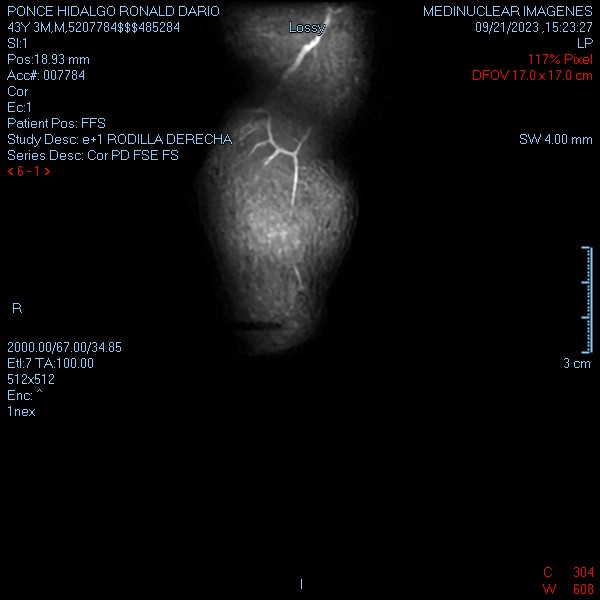 PONCE HIDALGO RONALD DARIO
43Y 3M,M,5207784$$$485284
Sl:1
Pos:18.93 mm
Acc#: 007784
Cor
Ec:1
Patient Pos: FFS
Study Desc: e+1 RODILLA DERECHA
Series Desc: Cor PD FSE FS
< 6 - 1 >
Lossy
MEDINUCLEAR IMAGENES
09/21/2023 ,15:23:27
LP
117% Pixel
DFOV 17.0 x 17.0 cm
SW 4.00 mm
R
2000.00/67.00/34.85
Etl:7 TA:100.00
512x512
Enc: ^
1nex
3 cm
I
C 304
W 608